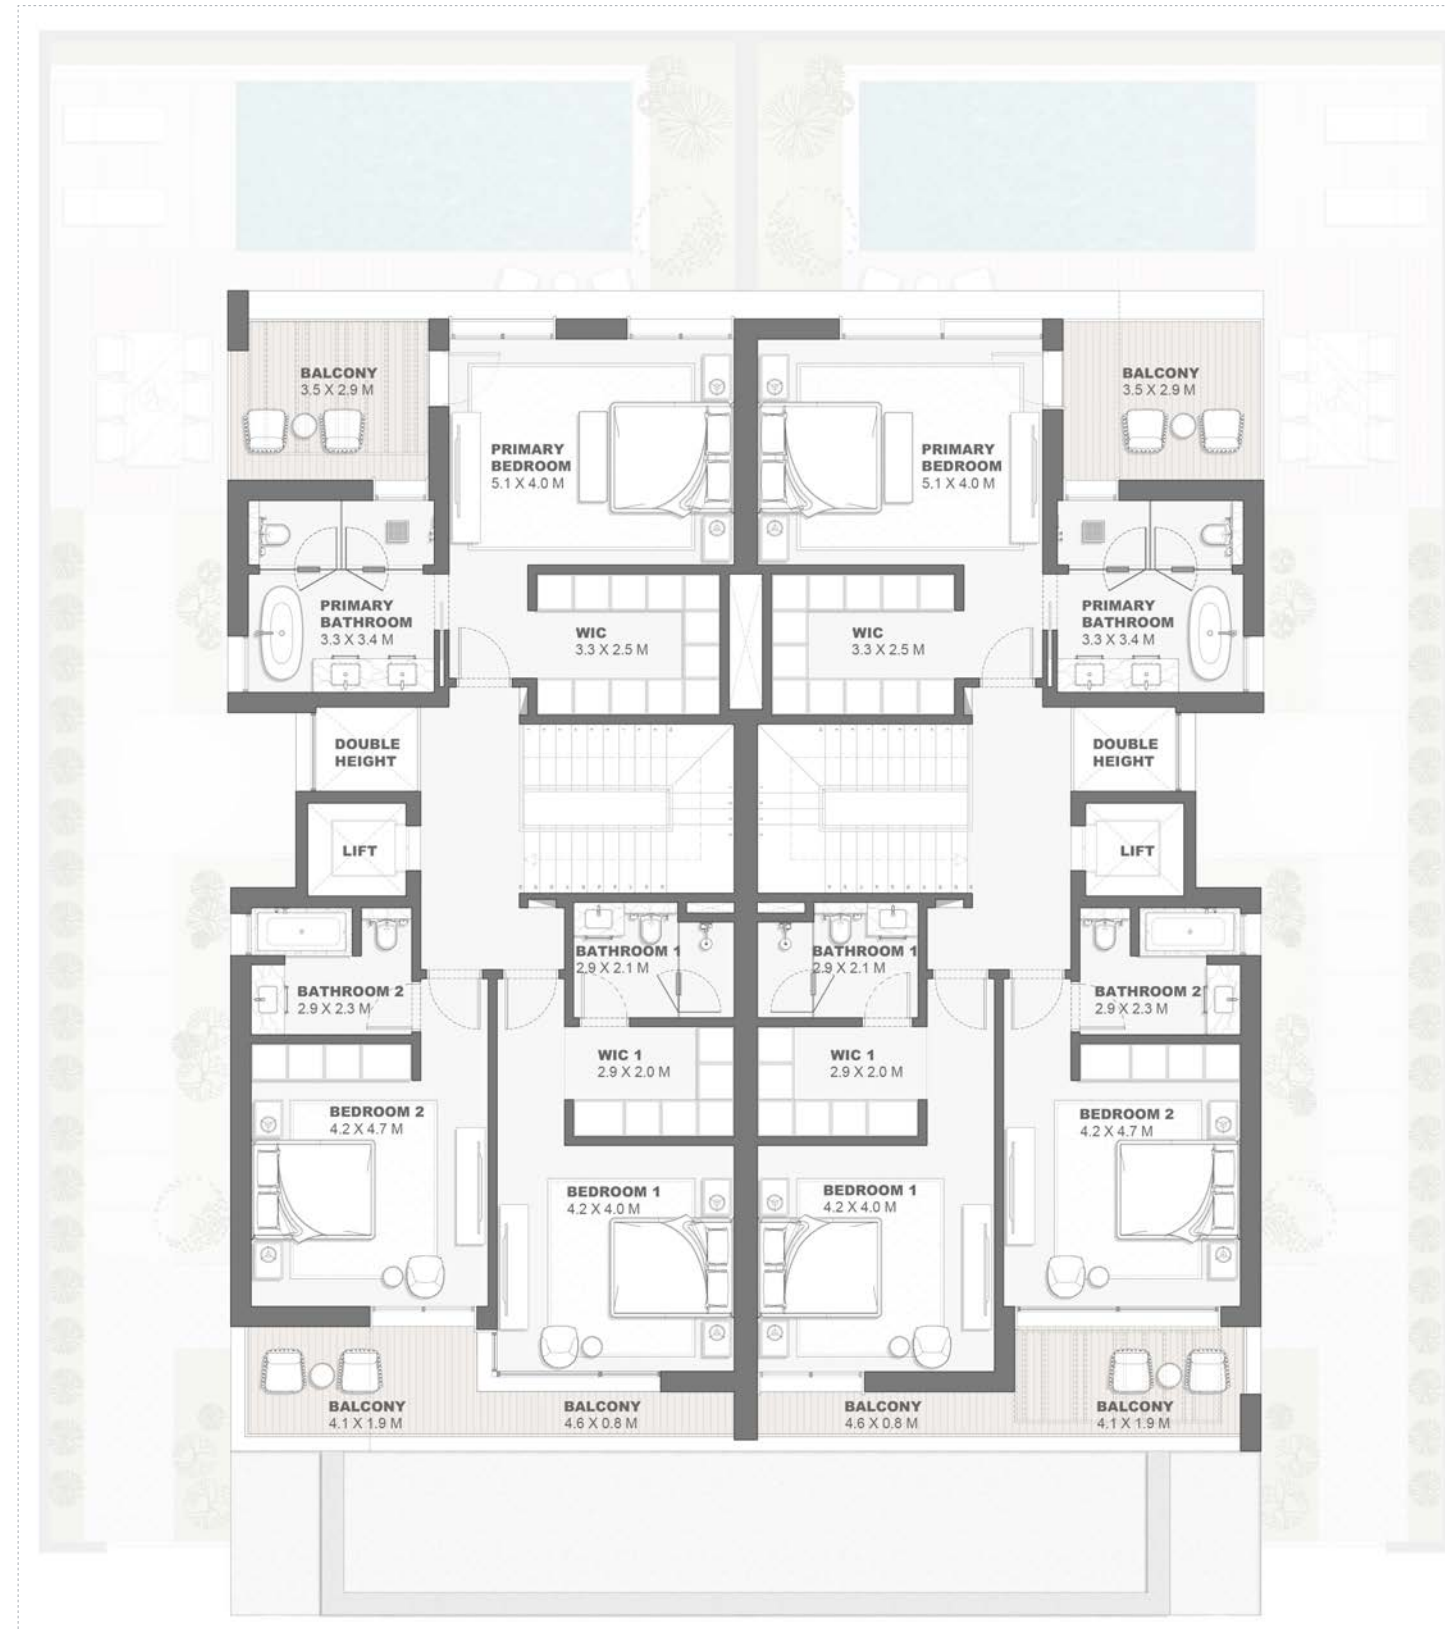 BALCONY
3.5 X 2.9 M
BALCONY
3.5 X 2.9 M
PRIMARY
BEDROOM
5.1 X 4.0 M
PRIMARY
BEDROOM
5.1 X 4.0 M
PRIMARY
BATHROOM
3.3 X 3.4 M
WIC
3.3 X 2.5 M
WIC
3.3 X 2.5 M
PRIMARY
BATHROOM
3.3 X 3.4 M
DOUBLE
HEIGHT
DOUBLE
HEIGHT
LIFT
LIFT
BATHROOM 1
2.9 X 2.1 M
BATHROOM 1
2.9 X 2.1 M
BATHROOM 2
2.9 X 2.3 M
BATHROOM 2
2.9 X 2.3 M
WIC 1
2.9 X 2.0 M
WIC 1
2.9 X 2.0 M
BEDROOM 2
4.2 X 4.7 M
BEDROOM 2
4.2 X 4.7 M
BEDROOM 1
4.2 X 4.0 M
BEDROOM 1
4.2 X 4.0 M
BALCONY
4.1 X 1.9 M
BALCONY
4.6 X 0.8 M
BALCONY
4.6 X 0.8 M
BALCONY
4.1 X 1.9 M